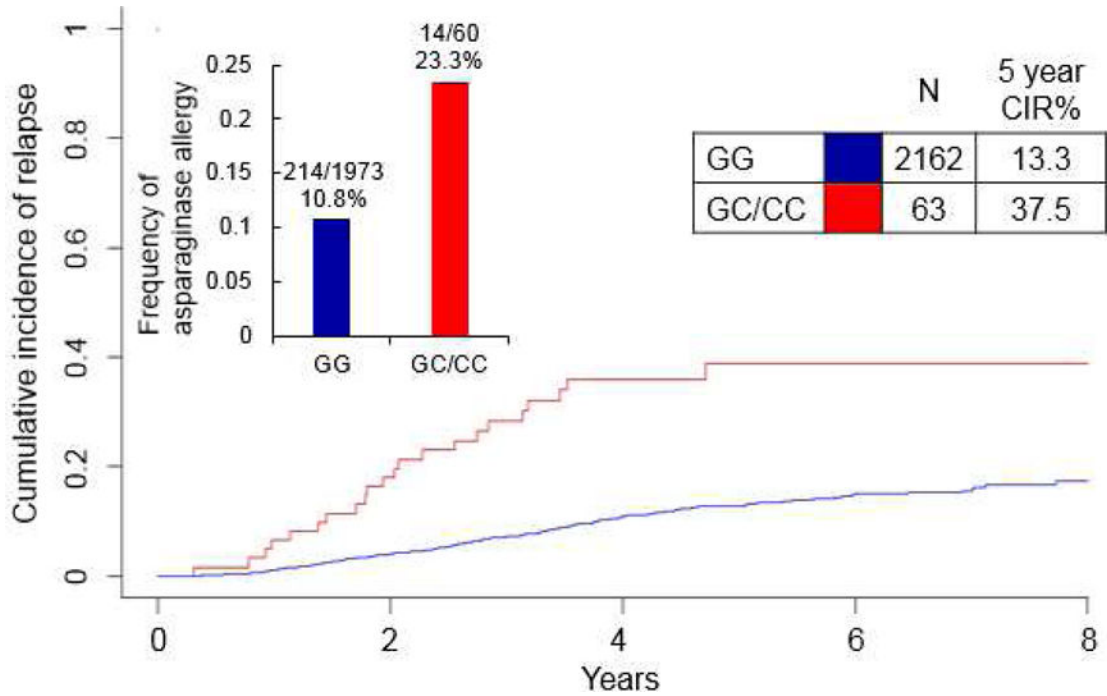 Cumulative incidence of relapse
1
0.8
0.6
0.4
0.2
0
0
2
4
6
8
Years
Frequency of
asparaginase allergy
0.25
0.2
0.15
0.1
0.05
0
214/1973
10.8%
14/60
23.3%
GG
GC/CC
N
5 year
CIR%
GG 2162 13.3
GC/CC 63 37.5